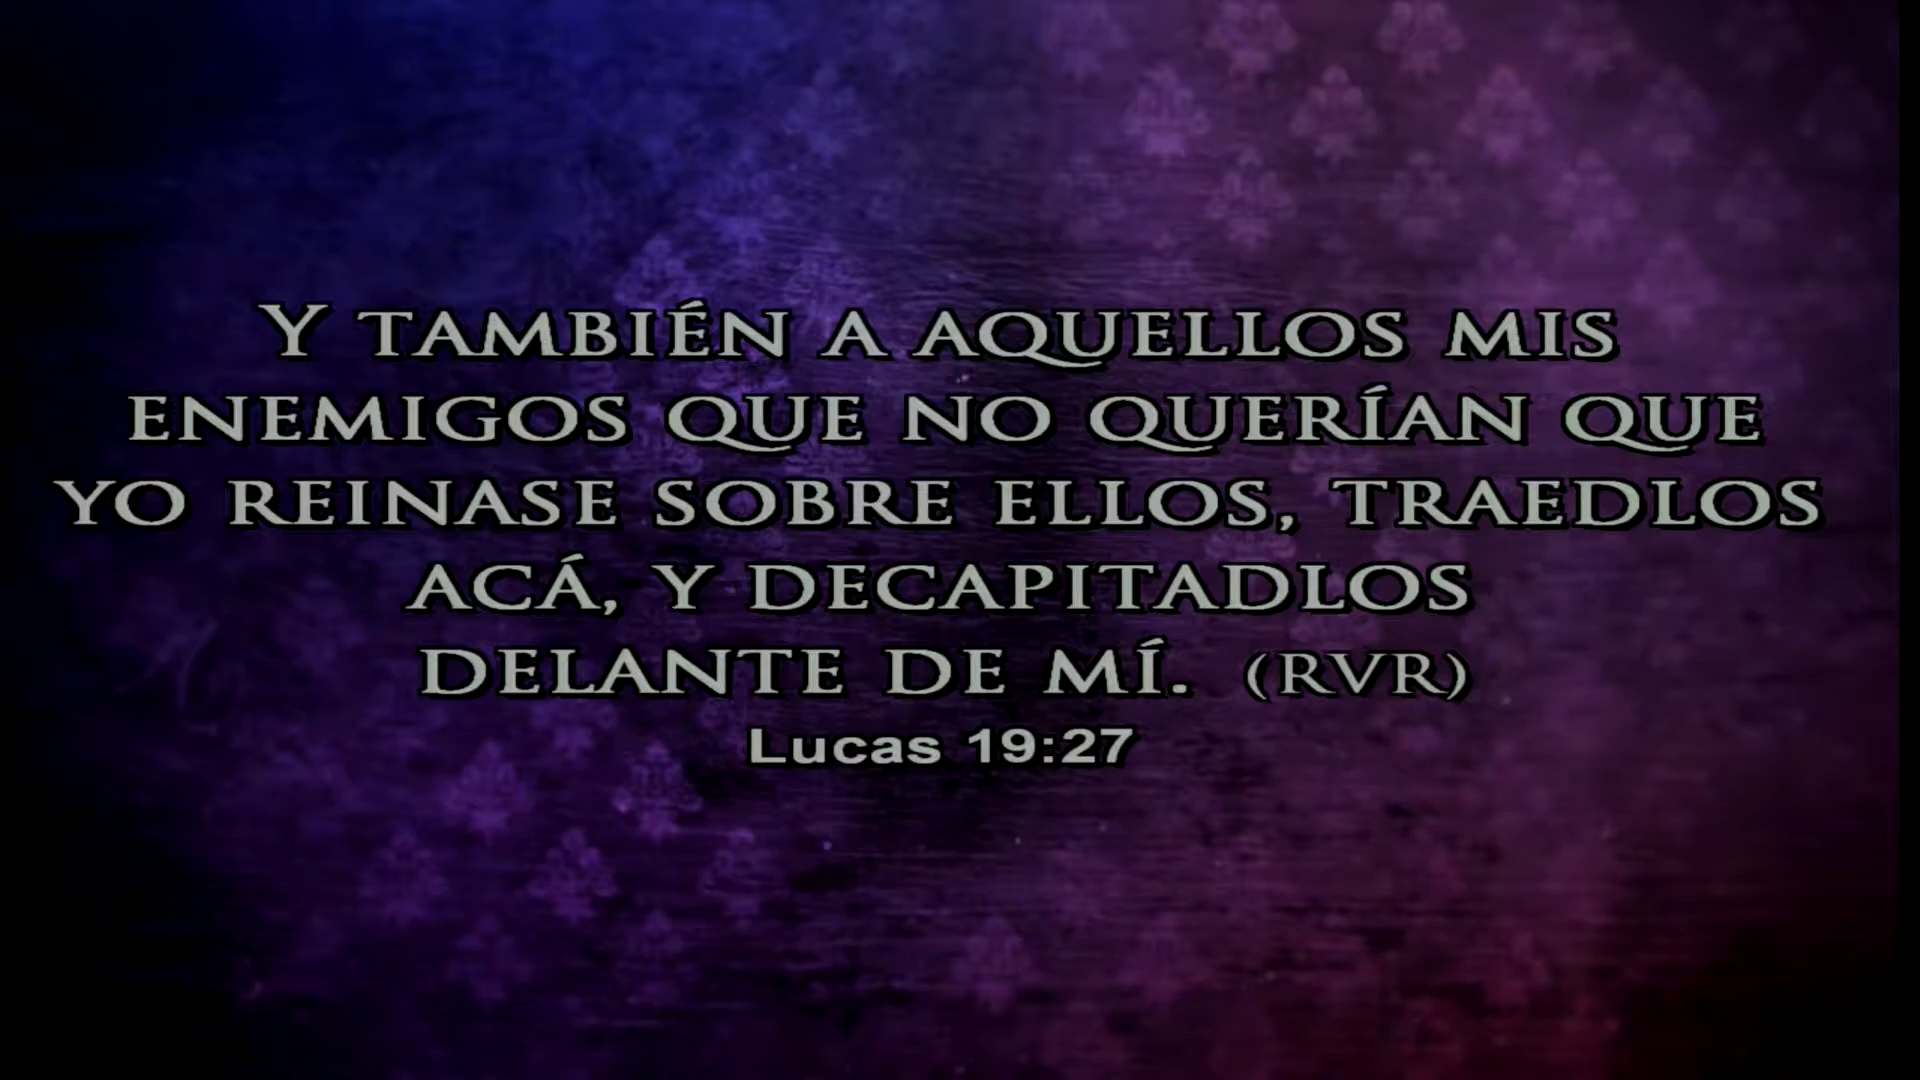 Y TAMBIÉN A AQUELLOS MIS
ENEMIGOS QUE NO QUERÍAN QUE
YO REINASE SOBRE ELLOS, TRAEDLOS
ACÁ, Y DECAPITADLOS
DELANTE DE MÍ. (RVR)
Lucas 19:27